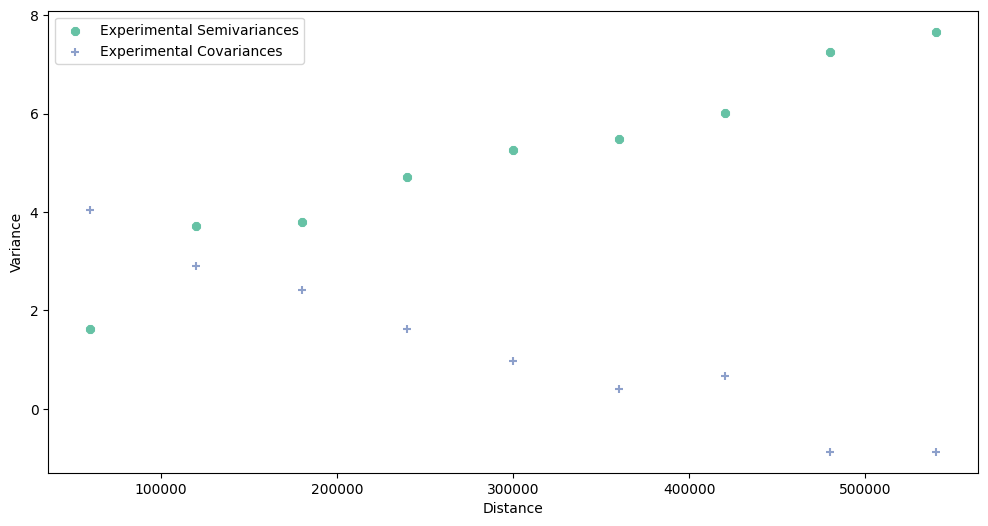 8
Experimental Semivariances
Experimental Covariances
6
4
2
0
Variance
100000 200000 300000 400000 500000
Distance